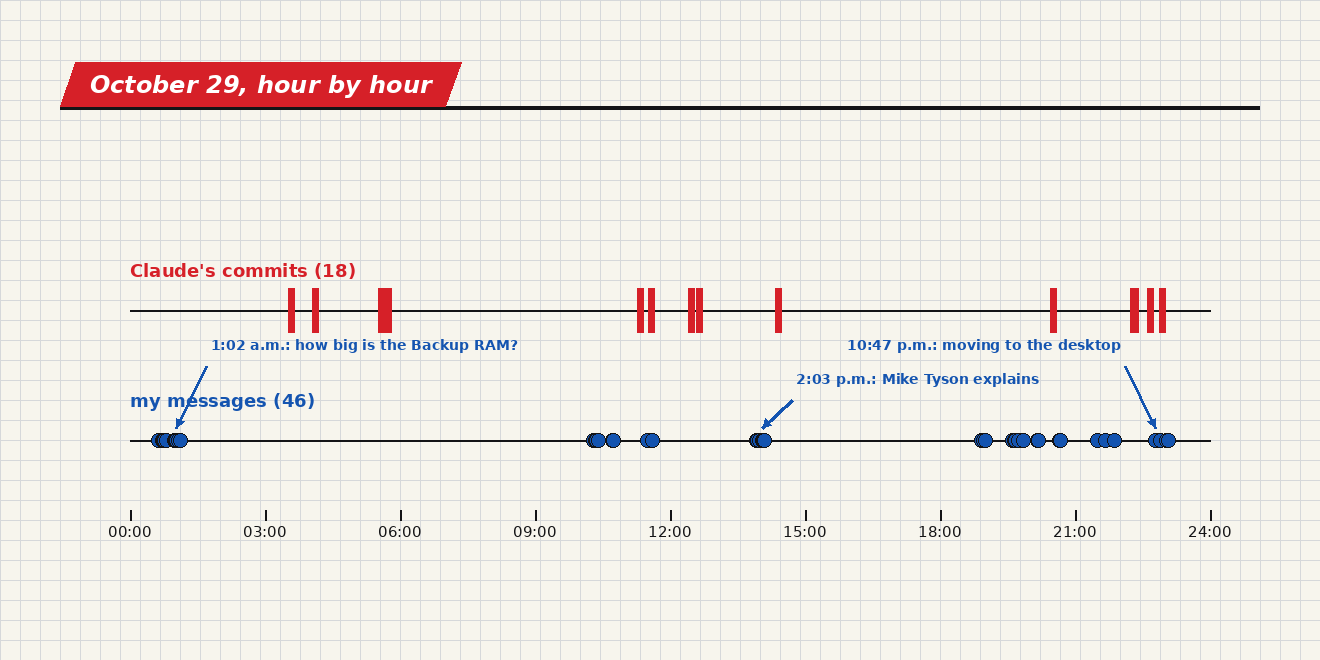 October 29, hour by hour
Claude's commits (18)
1:02 a.m.: how big is the Backup RAM?
10:47 p.m.: moving to the desktop
2:03 p.m.: Mike Tyson explains
my messages (46)
00:00
03:00
06:00
09:00
12:00
15:00
18:00
21:00
24:00